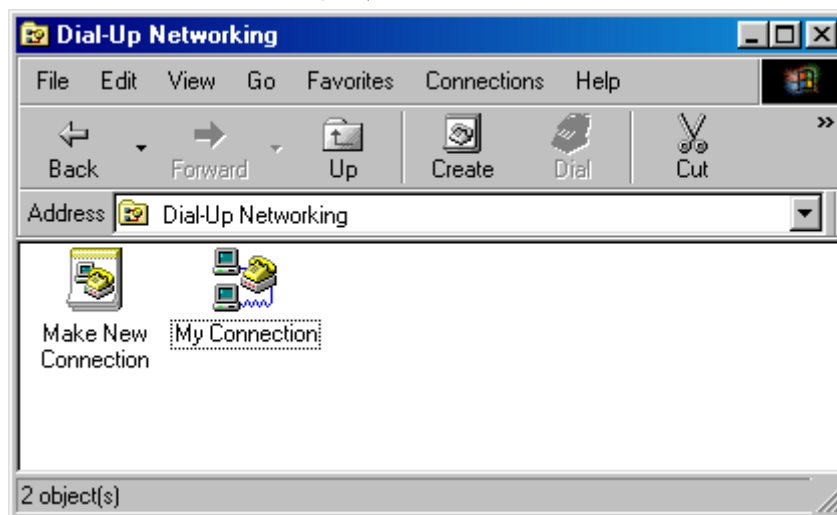 Dial-Up Networking
File Edit View Go Favorites Connections Help
Back Forward Up Create Dial Cut »
Address Dial-Up Networking
Make New Connection
My Connection
2 object(s)